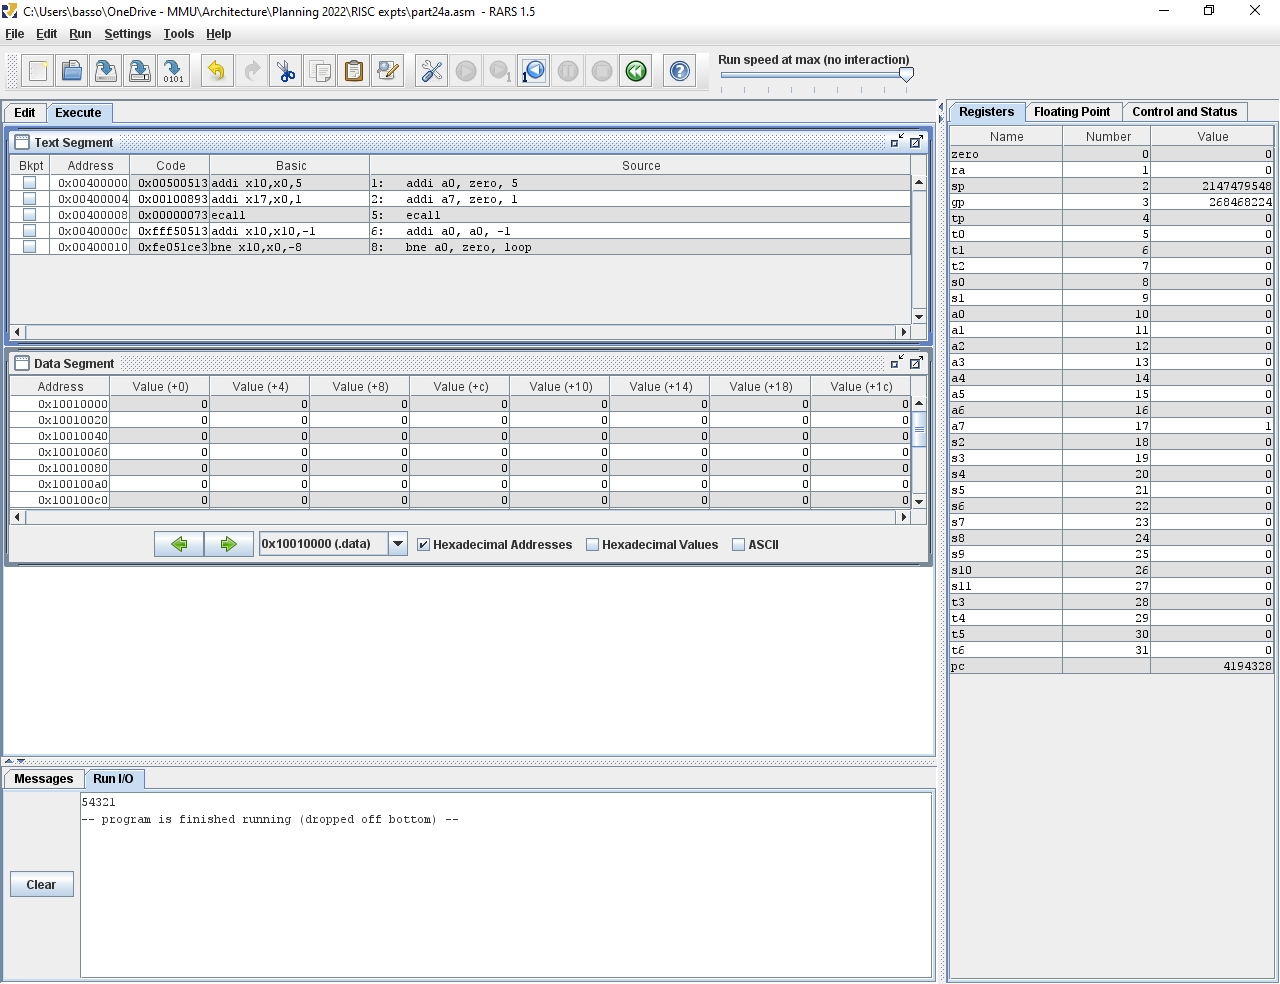 C:\Users\basso\OneDrive - MMU\Architecture\Planning 2022\RISC expts\part24a.asm - RARS 1.5
File Edit Run Settings Tools Help
Run speed at max (no interaction)
0101 1 1
Edit Execute
Text Segment
Bkpt Address Code Basic Source
0x00400000 0x00500513 addi x10,x0,5 1: addi a0, zero, 5
0x00400004 0x00100893 addi x17,x0,1 2: addi a7, zero, 1
0x00400008 0x00000073 ecall 5: ecall
0x0040000c 0xfff50513 addi x10,x10,-1 6: addi a0, a0, -1
0x00400010 0xfe051ce3 bne x10,x0,-8 8: bne a0, zero, loop
Data Segment
Address Value (+0) Value (+4) Value (+8) Value (+c) Value (+10) Value (+14) Value (+18) Value (+1c)
0x10010000 0 0 0 0 0 0 0 0
0x10010020 0 0 0 0 0 0 0 0
0x10010040 0 0 0 0 0 0 0 0
0x10010060 0 0 0 0 0 0 0 0
0x10010080 0 0 0 0 0 0 0 0
0x100100a0 0 0 0 0 0 0 0 0
0x100100c0 0 0 0 0 0 0 0 0
0x10010000 (.data) Hexadecimal Addresses Hexadecimal Values ASCII
Messages Run I/O
54321
-- program is finished running (dropped off bottom) --
Clear
Registers Floating Point Control and Status
Name Number Value
zero 0 0
ra 1 0
sp 2 2147479548
gp 3 268468224
tp 4 0
t0 5 0
t1 6 0
t2 7 0
s0 8 0
s1 9 0
a0 10 0
a1 11 0
a2 12 0
a3 13 0
a4 14 0
a5 15 0
a6 16 0
a7 17 1
s2 18 0
s3 19 0
s4 20 0
s5 21 0
s6 22 0
s7 23 0
s8 24 0
s9 25 0
s10 26 0
s11 27 0
t3 28 0
t4 29 0
t5 30 0
t6 31 0
pc 4194328